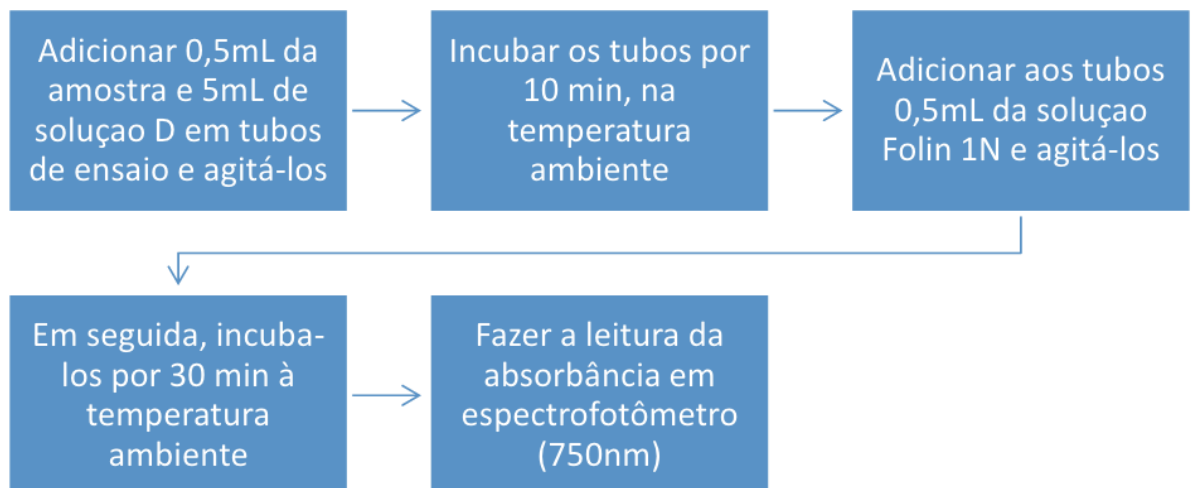 Adicionar 0,5mL da
amostra e 5mL de
soluçao D em tubos
de ensaio e agitá-los
Incubar os tubos por
10 min, na
temperatura
ambiente
Adicionar aos tubos
0,5mL da soluçao
Folin 1N e agitá-los
Em seguida, incuba-
los por 30 min à
temperatura
ambiente
Fazer a leitura da
absorbância em
espectrofotômetro
(750nm)